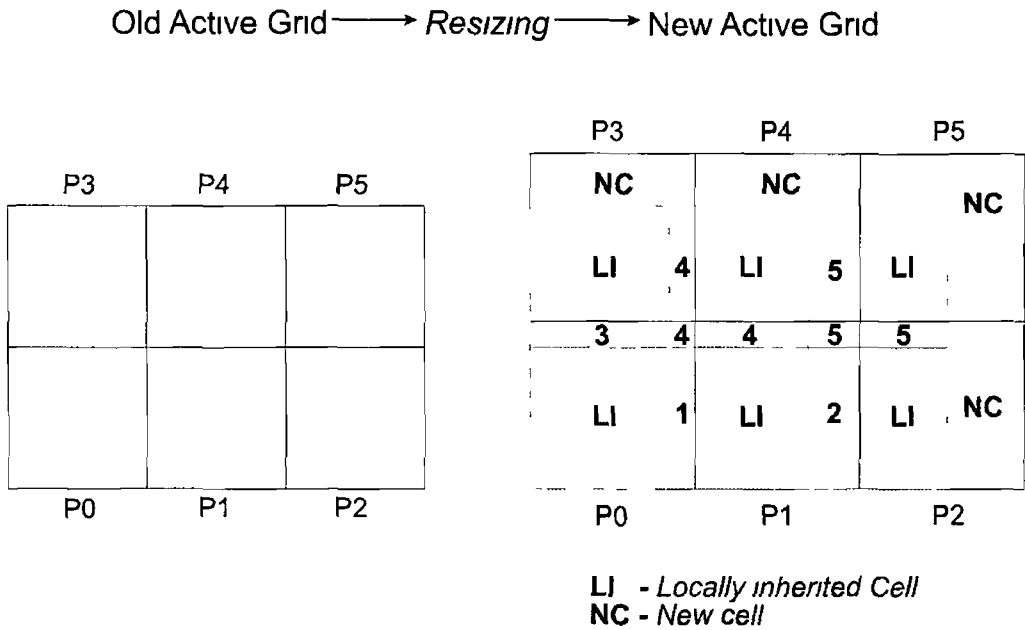 Old Active Grid → Resizing → New Active Grid
P3 P4 P5
P0 P1 P2
P3 P4 P5
NC NC NC
LI 4 LI 5 LI
3 4 4 5 5
LI 1 LI 2 LI NC
P0 P1 P2
LI - Locally inherited Cell
NC - New cell